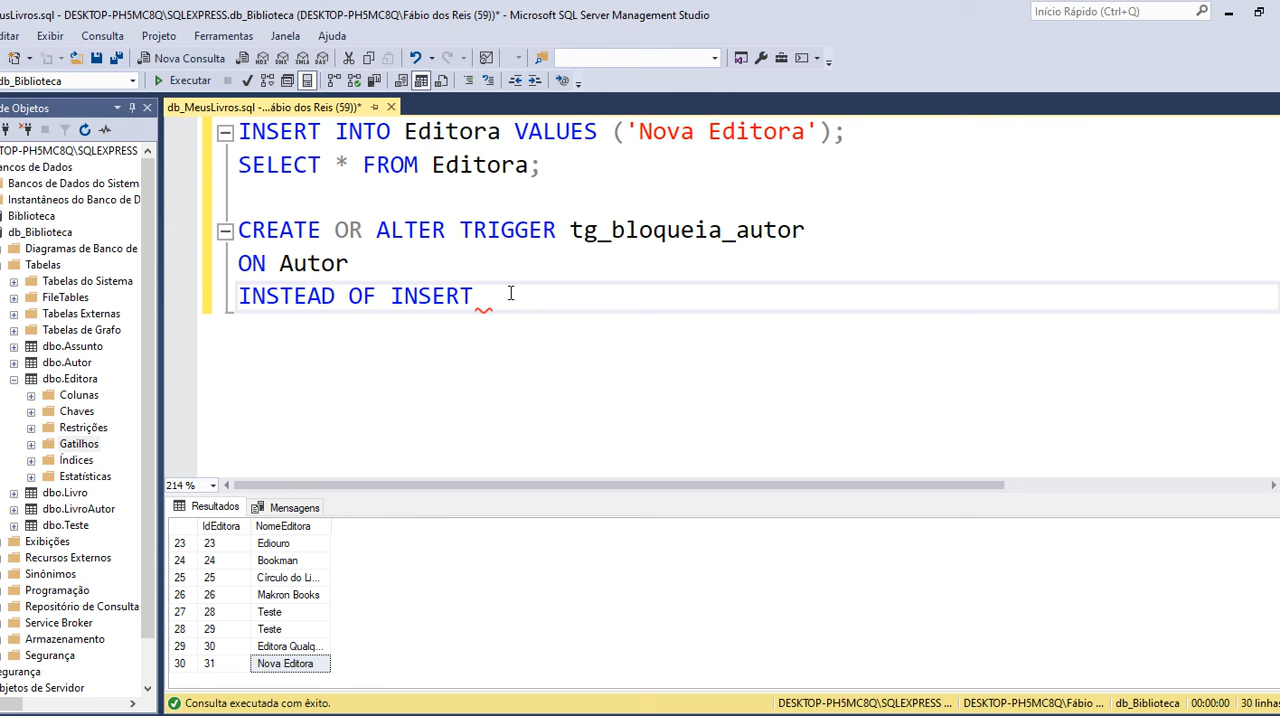 eusLivros.sql - DESKTOP-PH5MC8Q\SQLEXPRESS.db_Biblioteca (DESKTOP-PH5MC8Q\Fábio dos Reis (59))* - Microsoft SQL Server Management Studio
Início Rápido (Ctrl+Q)
ditar Exibir Consulta Projeto Ferramentas Janela Ajuda
Nova Consulta
db_Biblioteca Executar
de Objetos
db_MeusLivros.sql -...ábio dos Reis (59))*
TOP-PH5MC8Q\SQLEXPRESS
ancos de Dados
Bancos de Dados do Sistem
Instantâneos do Banco de D
Biblioteca
db_Biblioteca
Diagramas de Banco de
Tabelas
Tabelas do Sistema
FileTables
Tabelas Externas
Tabelas de Grafo
dbo.Assunto
dbo.Autor
dbo.Editora
Colunas
Chaves
Restrições
Gatilhos
Índices
Estatísticas
dbo.Livro
dbo.LivroAutor
dbo.Teste
Exibições
Recursos Externos
Sinônimos
Programação
Repositório de Consulta
Service Broker
Armazenamento
Segurança
egurança
bjetos de Servidor
INSERT INTO Editora VALUES ('Nova Editora');
SELECT * FROM Editora;
CREATE OR ALTER TRIGGER tg_bloqueia_autor
ON Autor
INSTEAD OF INSERT
214 %
Resultados Mensagens
IdEditora NomeEditora
23 23 Ediouro
24 24 Bookman
25 25 Círculo do Li...
26 26 Makron Books
27 28 Teste
28 29 Teste
29 30 Editora Qualq...
30 31 Nova Editora
Consulta executada com êxito. DESKTOP-PH5MC8Q\SQLEXPRESS ... DESKTOP-PH5MC8Q\Fábio ... db_Biblioteca 00:00:00 30 linha